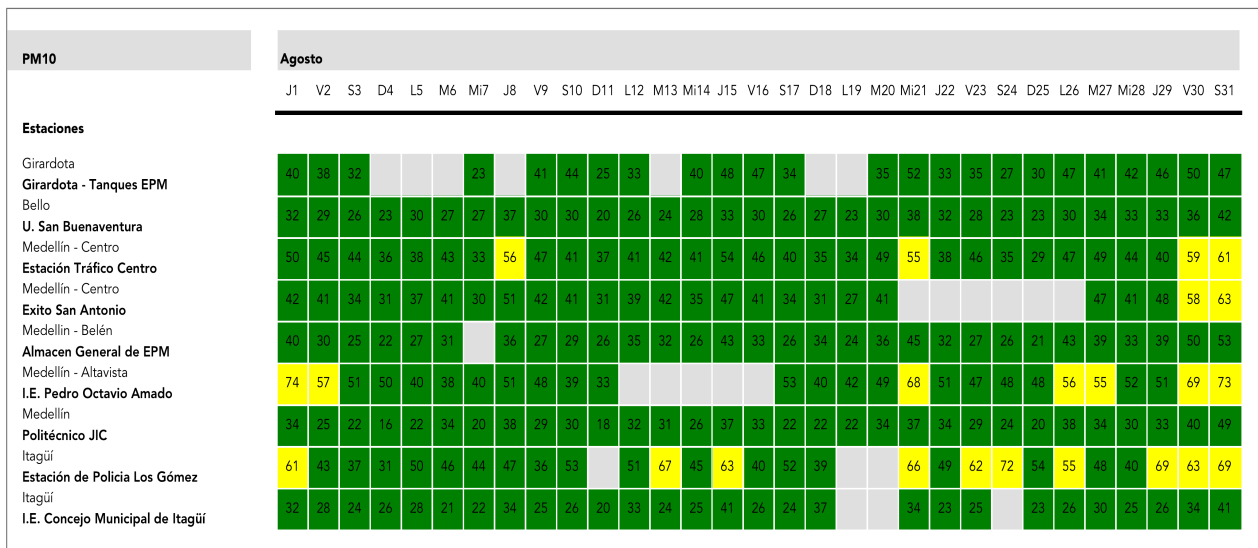 PM10 Agosto
J1 V2 S3 D4 L5 M6 Mi7 J8 V9 S10 D11 L12 M13 Mi14 J15 V16 S17 D18 L19 M20 Mi21 J22 V23 S24 D25 L26 M27 Mi28 J29 V30 S31
Estaciones
Girardota
Girardota - Tanques EPM
40 38 32 23 41 44 25 33 40 48 47 34 35 52 33 35 27 30 47 41 42 46 50 47
Bello
U. San Buenaventura
32 29 26 23 30 27 27 37 30 30 20 26 24 28 33 30 26 27 23 30 38 32 28 23 23 30 34 33 33 36 42
Medellín - Centro
Estación Tráfico Centro
50 45 44 36 38 43 33 56 47 41 37 41 42 41 54 46 40 35 34 49 55 38 46 35 29 47 49 44 40 59 61
Medellín - Centro
Exito San Antonio
42 41 34 31 37 41 30 51 42 41 31 39 42 35 47 41 34 31 27 41 47 41 48 58 63
Medellin - Belén
Almacen General de EPM
40 30 25 22 27 31 36 27 29 26 35 32 26 43 33 26 34 24 36 45 32 27 26 21 43 39 33 39 50 53
Medellín - Altavista
I.E. Pedro Octavio Amado
74 57 51 50 40 38 40 51 48 39 33 53 40 42 49 68 51 47 48 48 56 55 52 51 69 73
Medellín
Politécnico JIC
34 25 22 16 22 34 20 38 29 30 18 32 31 26 37 33 22 22 22 34 37 34 29 24 20 38 34 30 33 40 49
Itagüí
Estación de Policia Los Gómez
61 43 37 31 50 46 44 47 36 53 51 67 45 63 40 52 39 66 49 62 72 54 55 48 40 69 63 69
Itagüí
I.E. Concejo Municipal de Itagüí
32 28 24 26 28 21 22 34 25 26 20 33 24 25 41 26 24 37 34 23 25 23 26 30 25 26 34 41